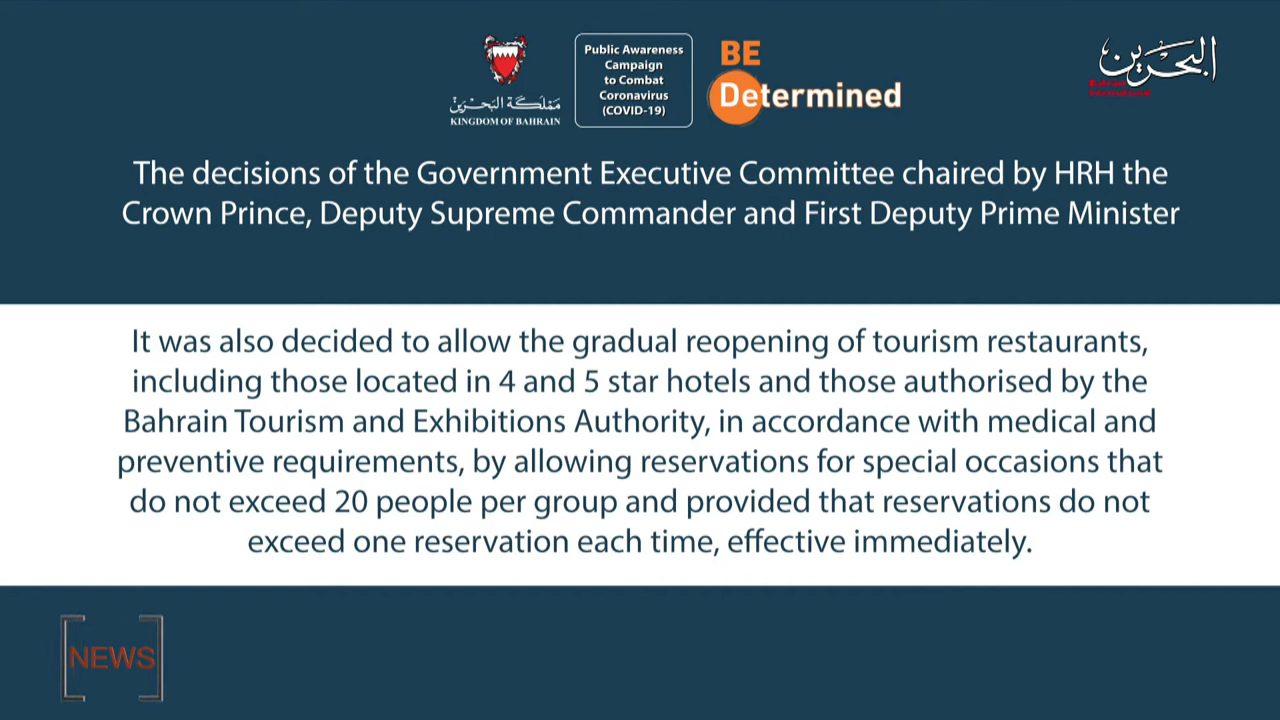 BE
Determined
Public Awareness
Campaign
to Combat
Coronavirus
(COVID-19)
مملكة البحرين
KINGDOM OF BAHRAIN
البحرين
Bahrain
International
The decisions of the Government Executive Committee chaired by HRH the
Crown Prince, Deputy Supreme Commander and First Deputy Prime Minister
It was also decided to allow the gradual reopening of tourism restaurants,
including those located in 4 and 5 star hotels and those authorised by the
Bahrain Tourism and Exhibitions Authority, in accordance with medical and
preventive requirements, by allowing reservations for special occasions that
do not exceed 20 people per group and provided that reservations do not
exceed one reservation each time, effective immediately.
NEWS